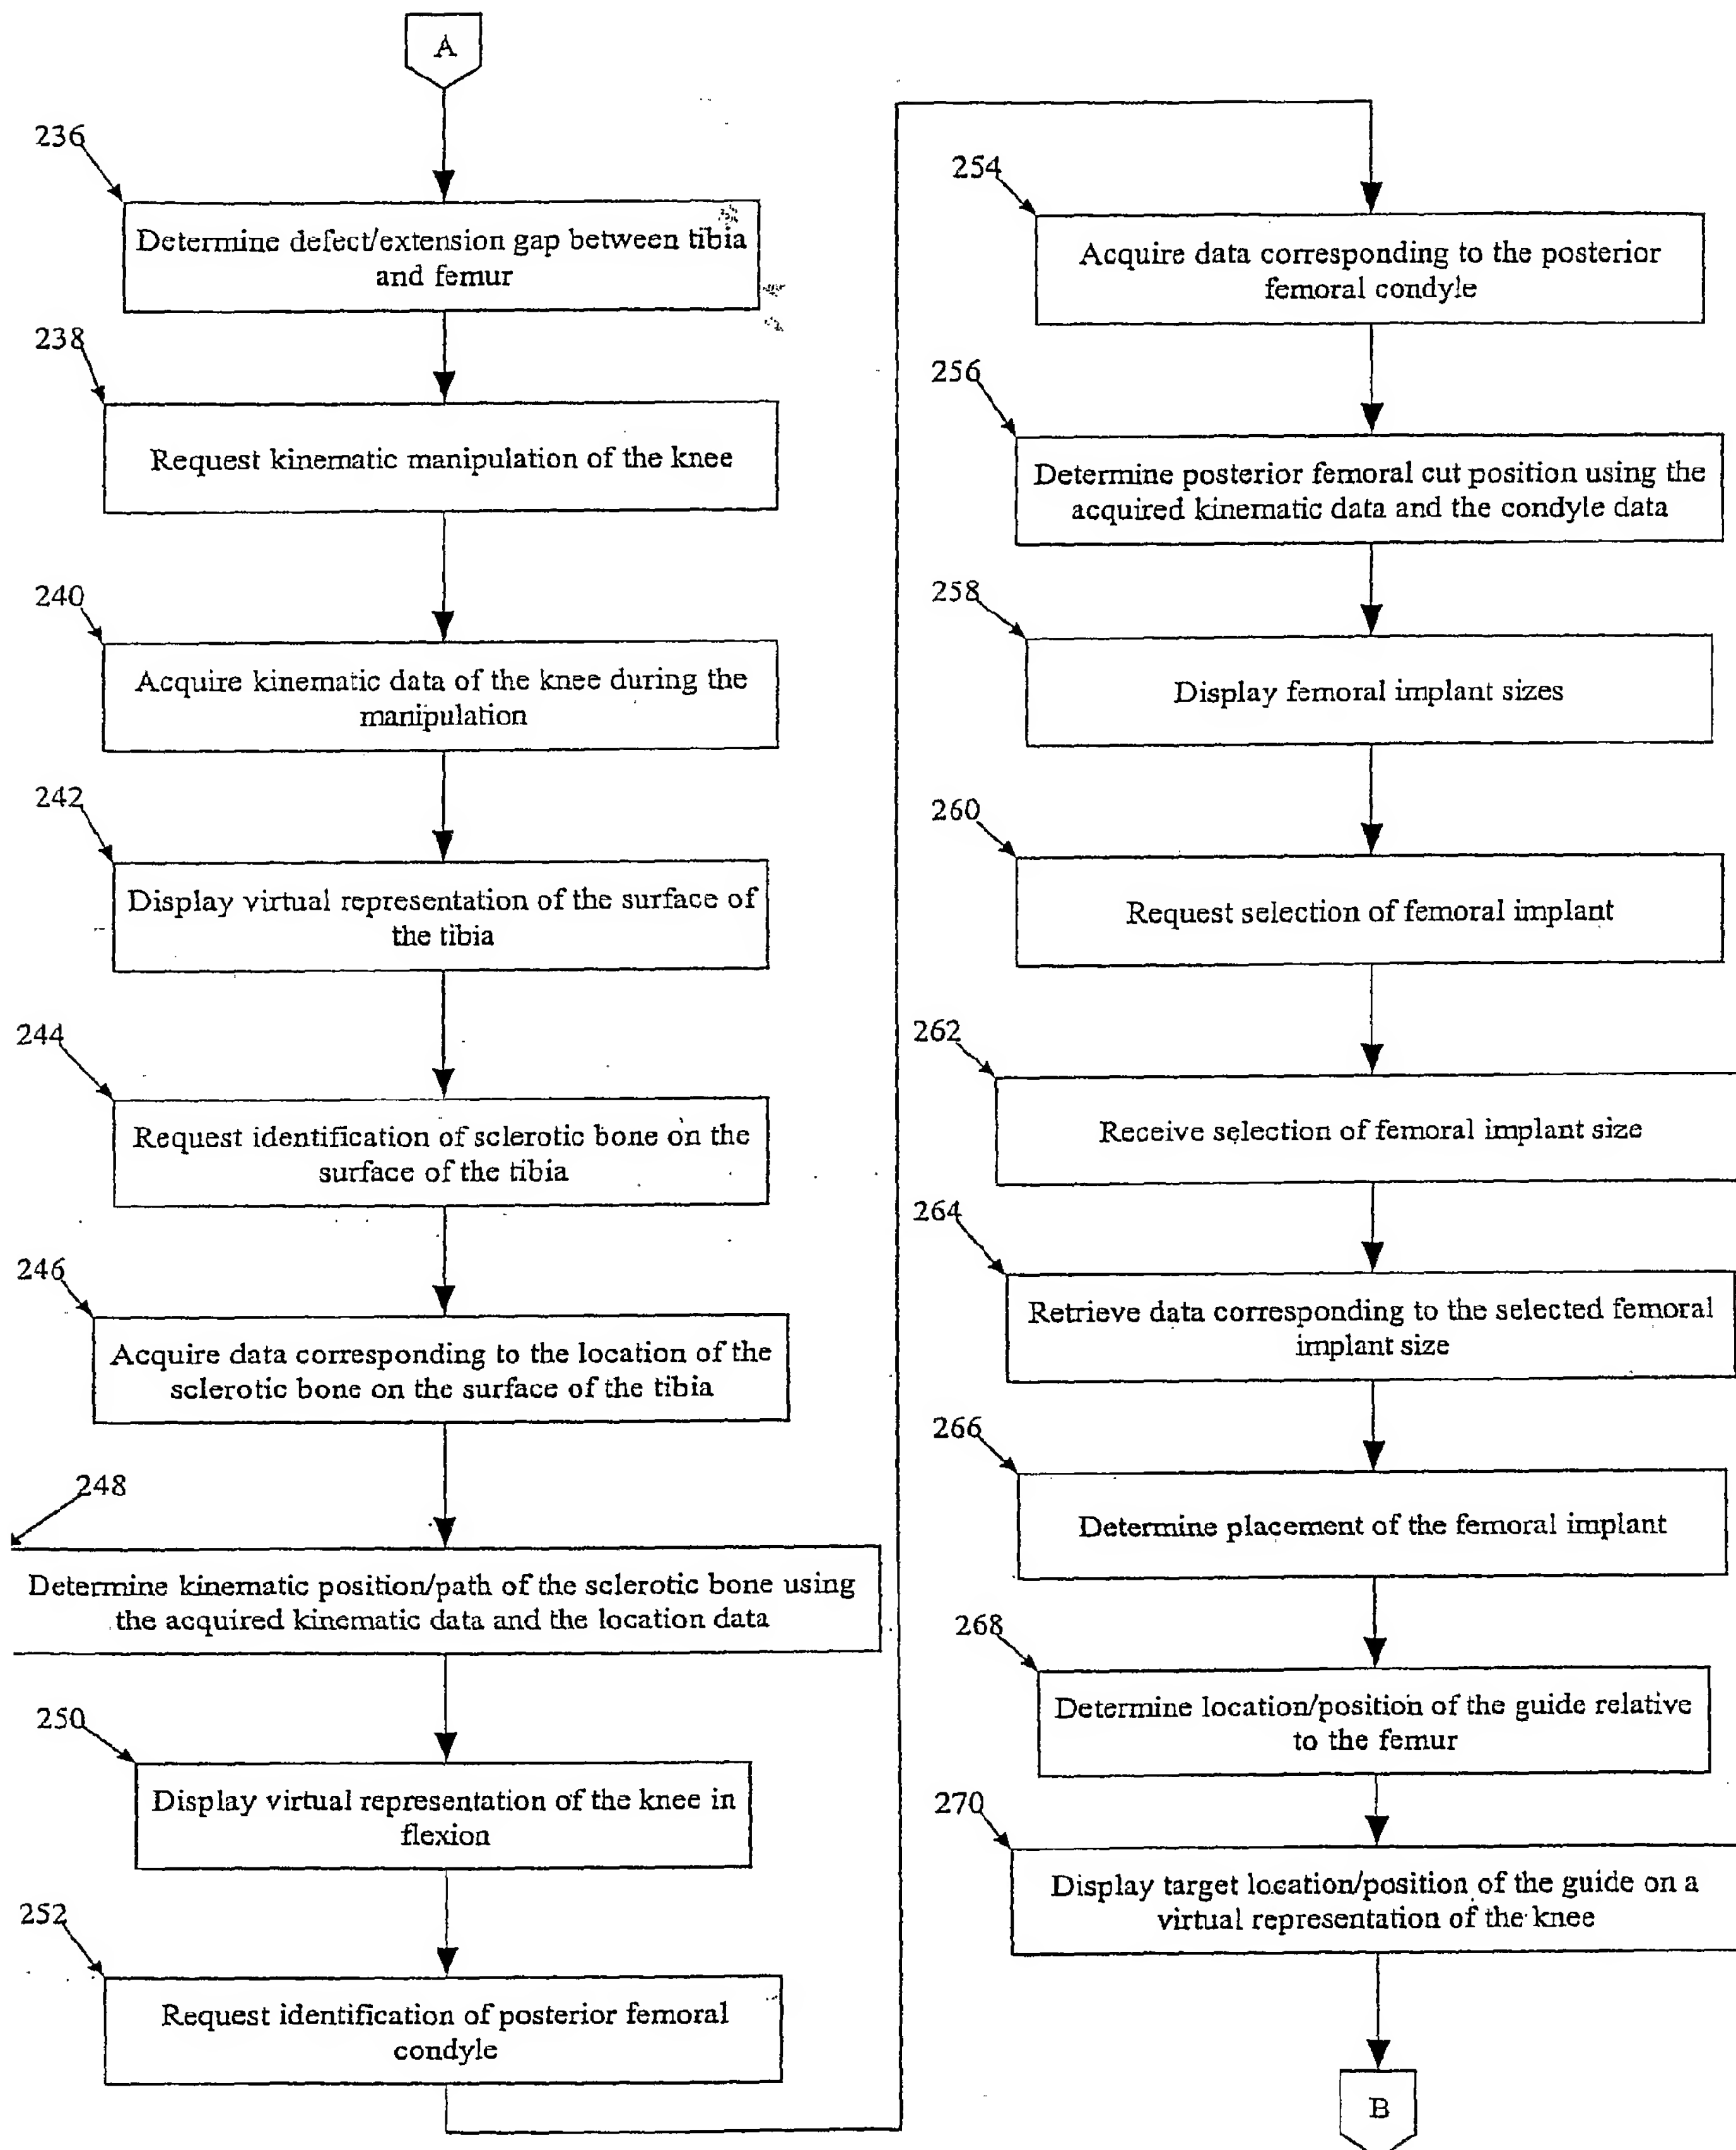 A
236
Determine defect/extension gap between tibia
and femur
238
Request kinematic manipulation of the knee
240
Acquire kinematic data of the knee during the
manipulation
242
Display virtual representation of the surface of
the tibia
244
Request identification of sclerotic bone on the
surface of the tibia
246
Acquire data corresponding to the location of the
sclerotic bone on the surface of the tibia
248
Determine kinematic position/path of the sclerotic bone using
the acquired kinematic data and the location data
250
Display virtual representation of the knee in
flexion
252
Request identification of posterior femoral
condyle
254
Acquire data corresponding to the posterior
femoral condyle
256
Determine posterior femoral cut position using the
acquired kinematic data and the condyle data
258
Display femoral implant sizes
260
Request selection of femoral implant
262
Receive selection of femoral implant size
264
Retrieve data corresponding to the selected femoral
implant size
266
Determine placement of the femoral implant
268
Determine location/position of the guide relative
to the femur
270
Display target location/position of the guide on a
virtual representation of the knee
B